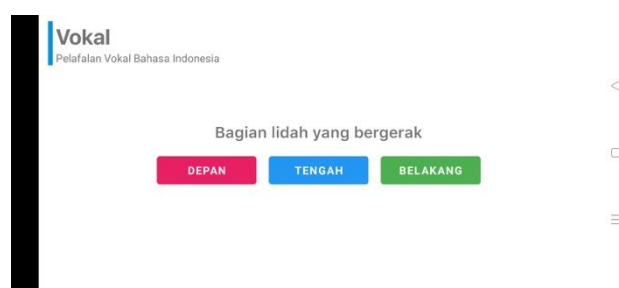 Vokal
Pelafalan Vokal Bahasa Indonesia
Bagian lidah yang bergerak
DEPAN TENGAH BELAKANG